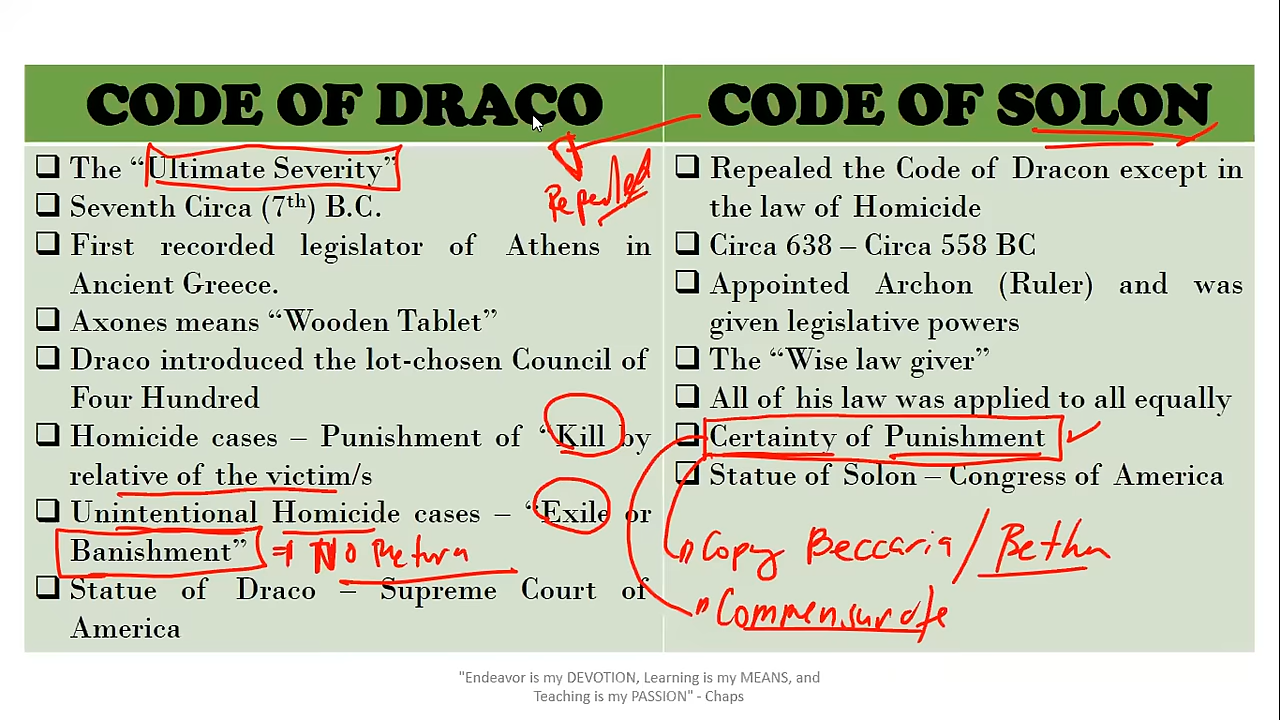 CODE OF DRACO
The “Ultimate Severity”
Repealed
Seventh Circa (7th) B.C.
First recorded legislator of Athens in
Ancient Greece.
Axones means “Wooden Tablet”
Draco introduced the lot-chosen Council of
Four Hundred
Homicide cases – Punishment of “Kill by
relative of the victim/s
Unintentional Homicide cases – “Exile or
Banishment” ⇒ No Return
Statue of Draco – Supreme Court of
America
CODE OF SOLON
Repealed the Code of Dracon except in
the law of Homicide
Circa 638 – Circa 558 BC
Appointed Archon (Ruler) and was
given legislative powers
The “Wise law giver”
All of his law was applied to all equally
Certainty of Punishment ✓
Statue of Solon – Congress of America
" Copy Beccaria /
" Commensurate
"Endeavor is my DEVOTION, Learning is my MEANS, and
Teaching is my PASSION" - Chaps